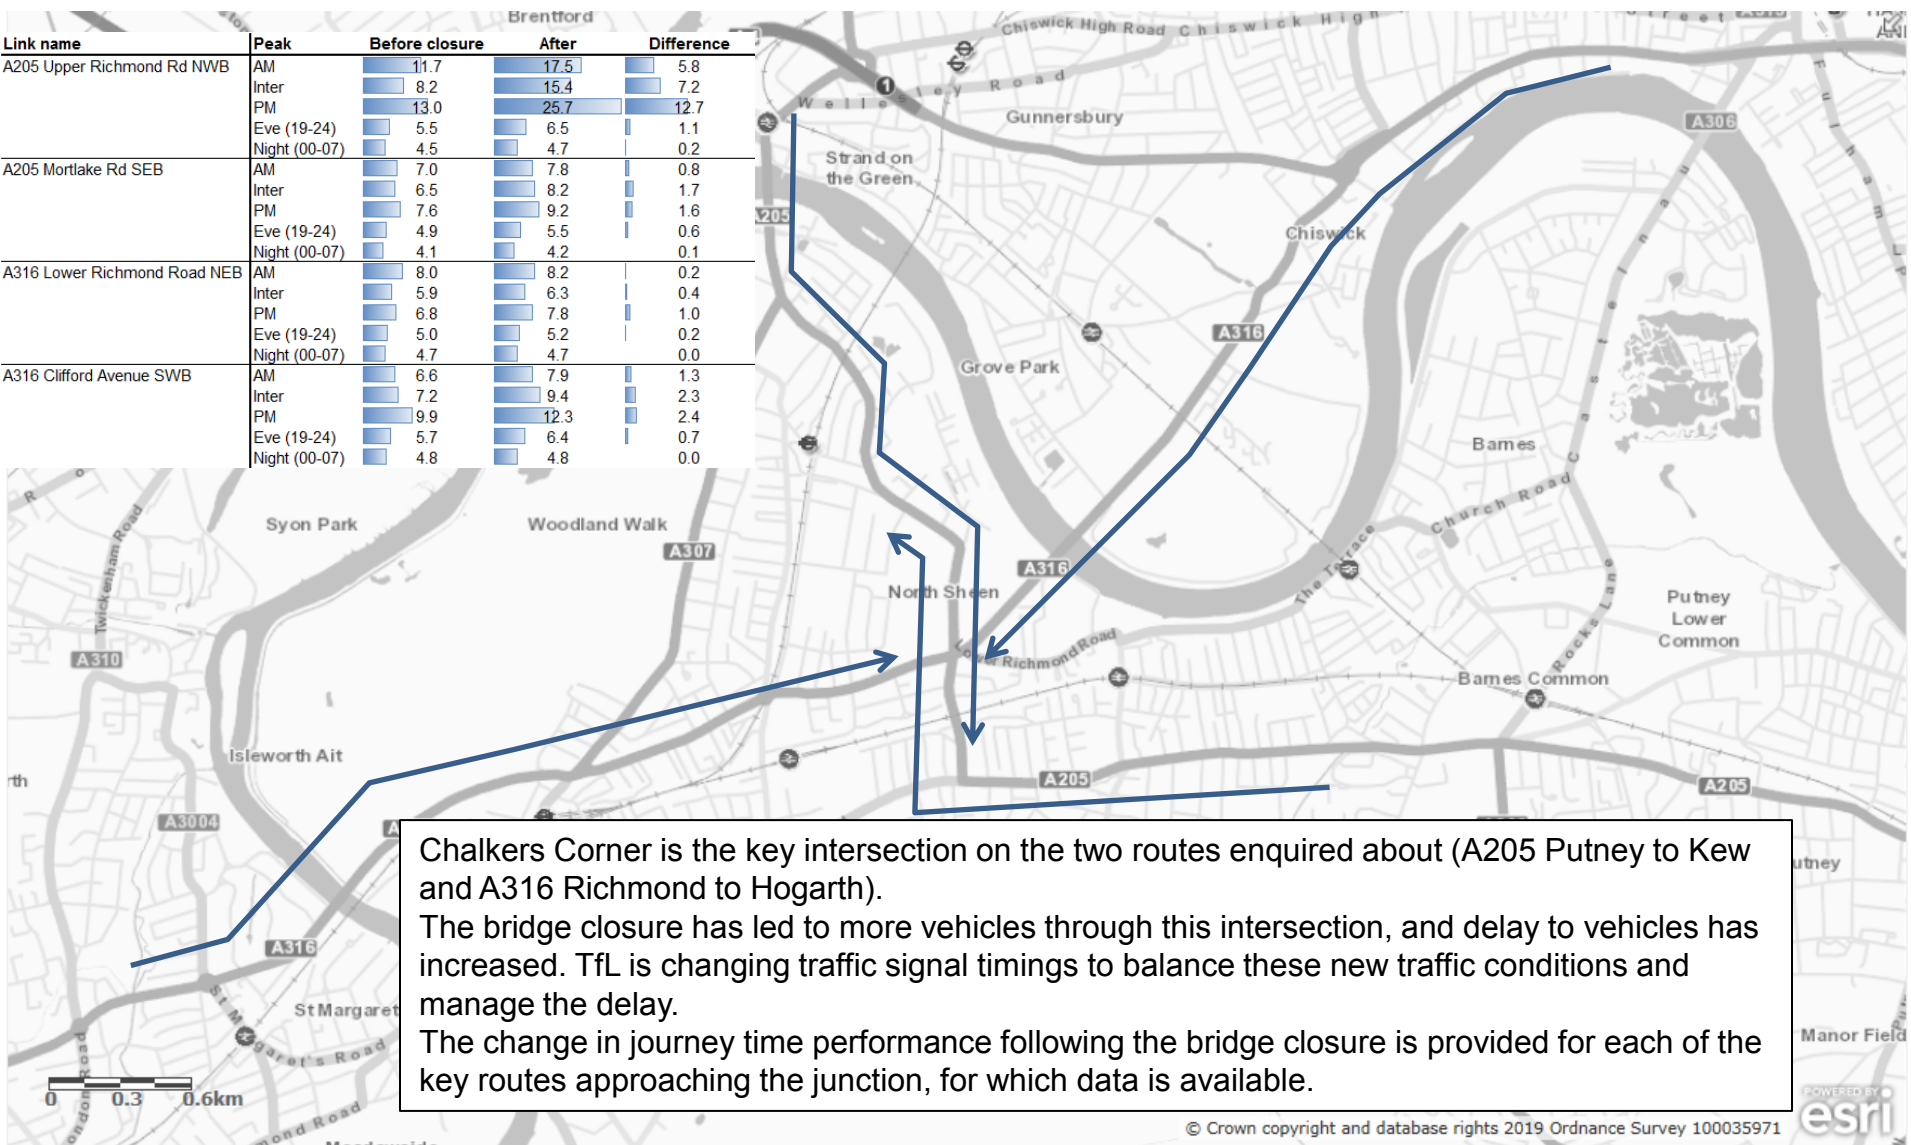 Link name Peak Before closure After Difference
A205 Upper Richmond Rd NWB AM 11.7 17.5 5.8
Inter 8.2 15.4 7.2
PM 13.0 25.7 12.7
Eve (19-24) 5.5 6.5 1.1
Night (00-07) 4.5 4.7 0.2
A205 Mortlake Rd SEB AM 7.0 7.8 0.8
Inter 6.5 8.2 1.7
PM 7.6 9.2 1.6
Eve (19-24) 4.9 5.5 0.6
Night (00-07) 4.1 4.2 0.1
A316 Lower Richmond Road NEB AM 8.0 8.2 0.2
Inter 5.9 6.3 0.4
PM 6.8 7.8 1.0
Eve (19-24) 5.0 5.2 0.2
Night (00-07) 4.7 4.7 0.0
A316 Clifford Avenue SWB AM 6.6 7.9 1.3
Inter 7.2 9.4 2.3
PM 9.9 12.3 2.4
Eve (19-24) 5.7 6.4 0.7
Night (00-07) 4.8 4.8 0.0
Brentford
Chiswick High Road
Chiswick High
Wellesley Road
1
Gunnersbury
A306
Strand on
the Green
A205
Chiswick
A316
Grove Park
Castelnau
Barnes
Church Road
Syon Park
Woodland Walk
A307
Twickenham Road
A316
North Sheen
The Terrace
Rocks Lane
Putney
Lower
Common
Lower Richmond Road
A310
Barnes Common
Isleworth Ait
A205
A205
A3004
A316
St Margaret
St Margaret's Road
Manor Field
Chalkers Corner is the key intersection on the two routes enquired about (A205 Putney to Kew
and A316 Richmond to Hogarth).
The bridge closure has led to more vehicles through this intersection, and delay to vehicles has
increased. TfL is changing traffic signal timings to balance these new traffic conditions and
manage the delay.
The change in journey time performance following the bridge closure is provided for each of the
key routes approaching the junction, for which data is available.
0 0.3 0.6km
POWERED BY
esri
© Crown copyright and database rights 2019 Ordnance Survey 100035971